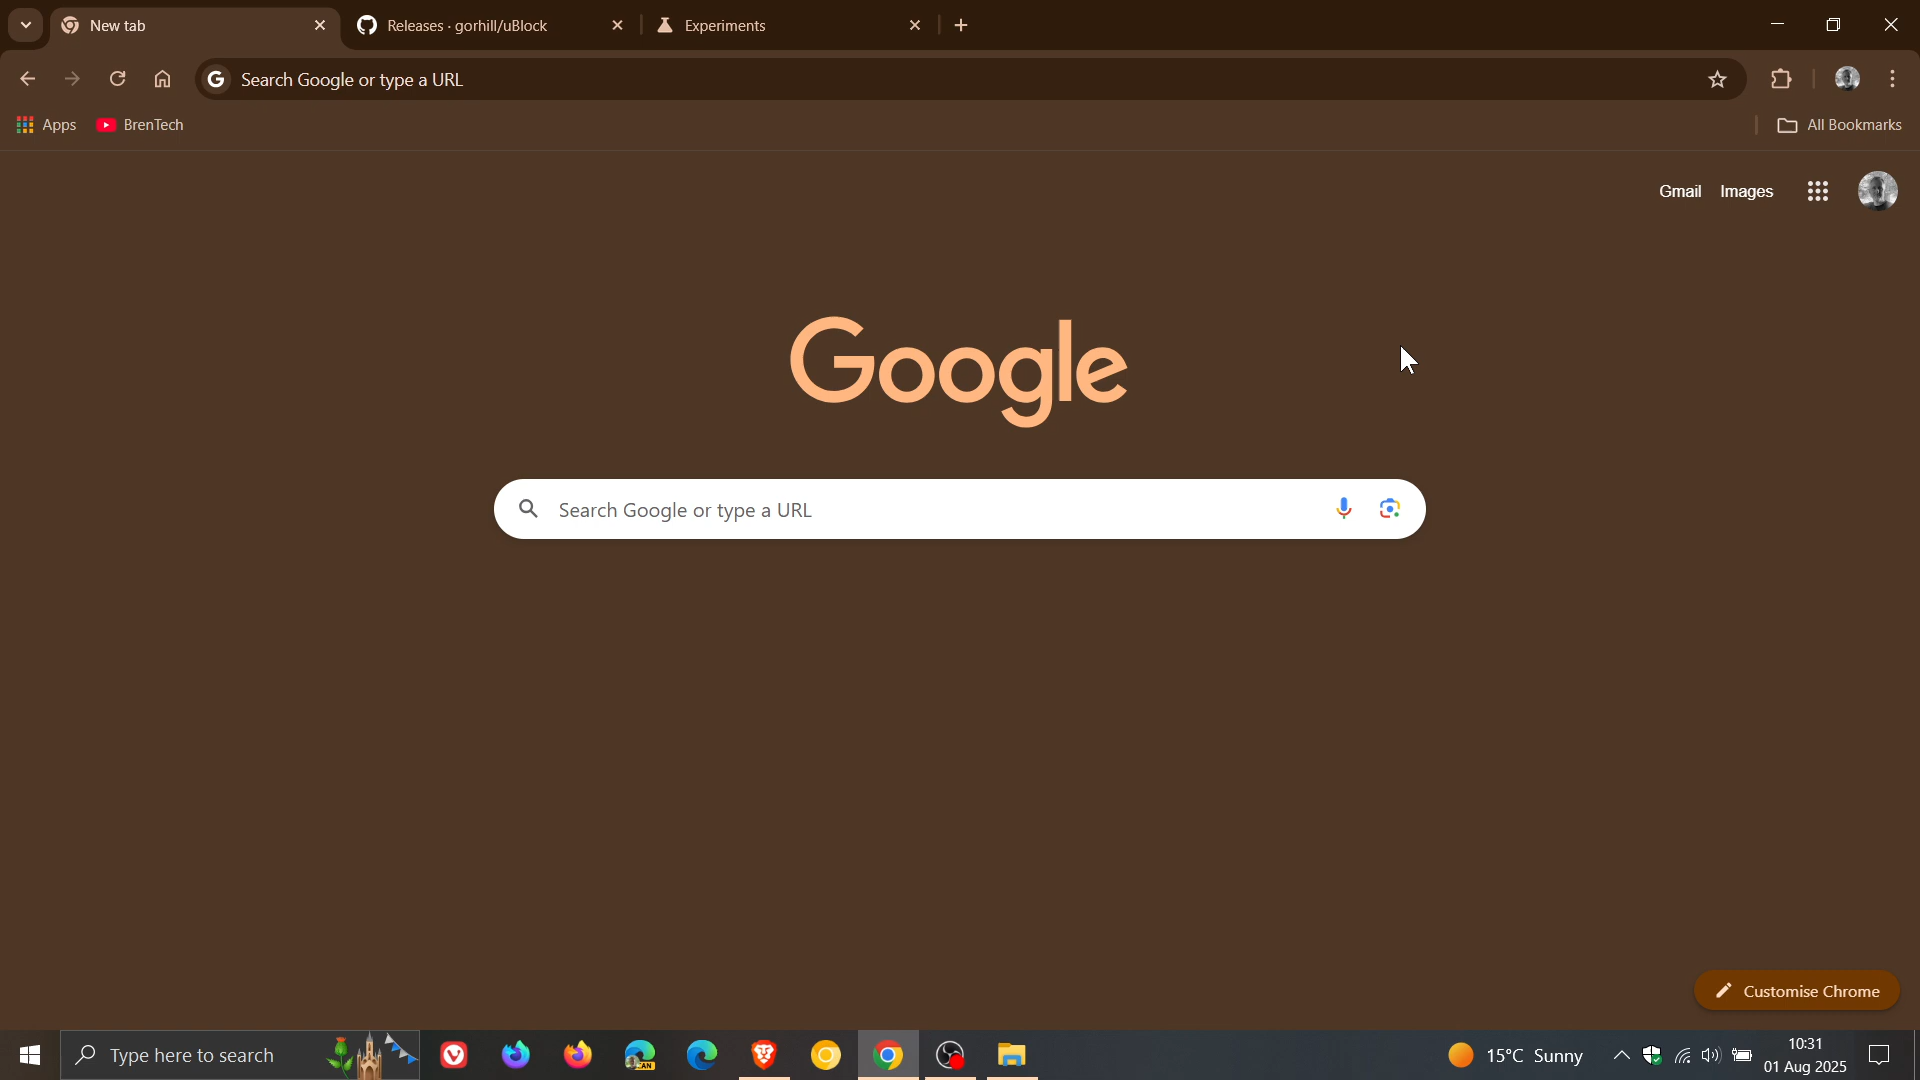 New tab
Releases · gorhill/uBlock
Experiments
Search Google or type a URL
Apps
BrenTech
All Bookmarks
Gmail
Images
Google
Search Google or type a URL
Customise Chrome
Type here to search
CAN
15°C Sunny
10:31
01 Aug 2025